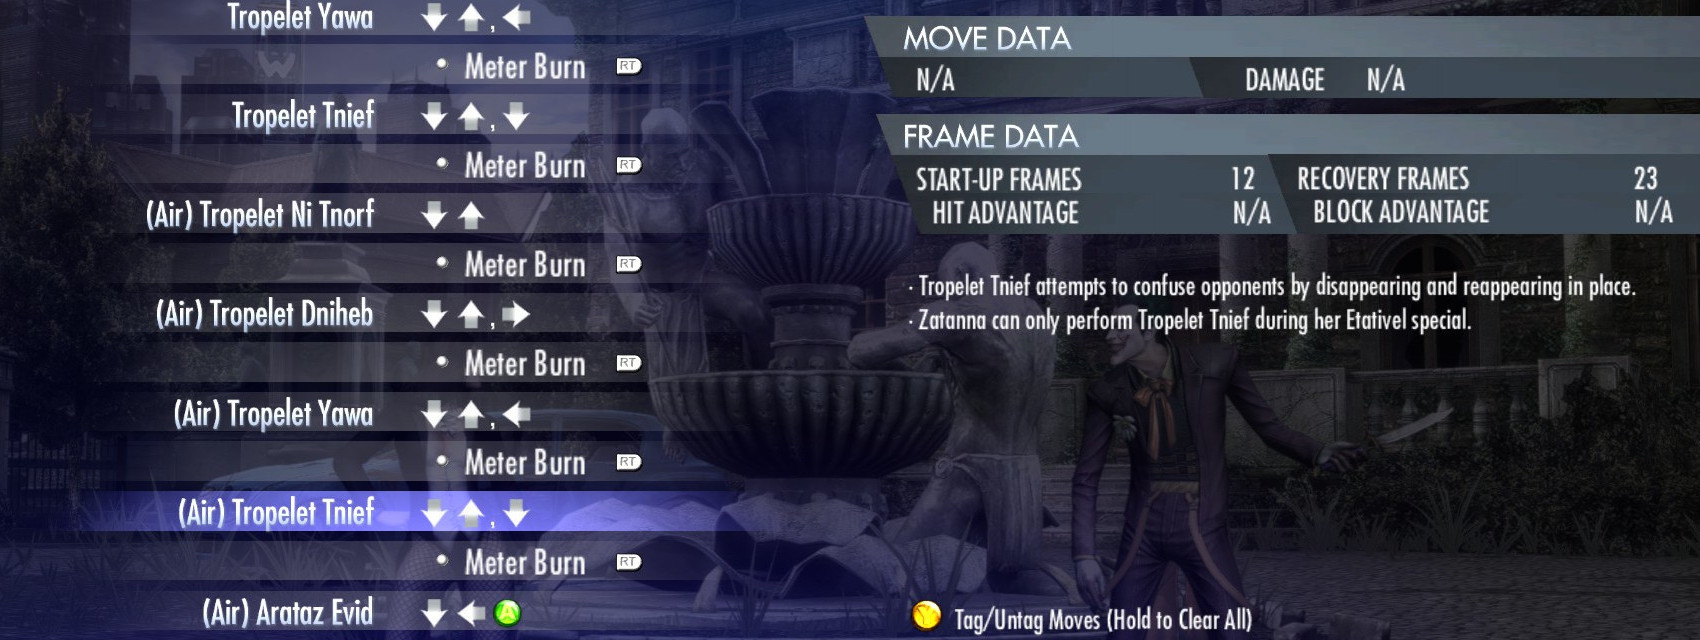 Tropelet Yawa ,
Meter Burn RT
Tropelet Tnief ,
Meter Burn RT
(Air) Tropelet Ni Tnorf
Meter Burn RT
(Air) Tropelet Dniheb ,
Meter Burn RT
(Air) Tropelet Yawa ,
Meter Burn RT
(Air) Tropelet Tnief ,
Meter Burn RT
(Air) Arataz Evid A
MOVE DATA
N/A DAMAGE N/A
FRAME DATA
START-UP FRAMES 12 RECOVERY FRAMES 23
HIT ADVANTAGE N/A BLOCK ADVANTAGE N/A
· Tropelet Tnief attempts to confuse opponents by disappearing and reappearing in place.
· Zatanna can only perform Tropelet Tnief during her Etativel special.
Y Tag/Untag Moves (Hold to Clear All)